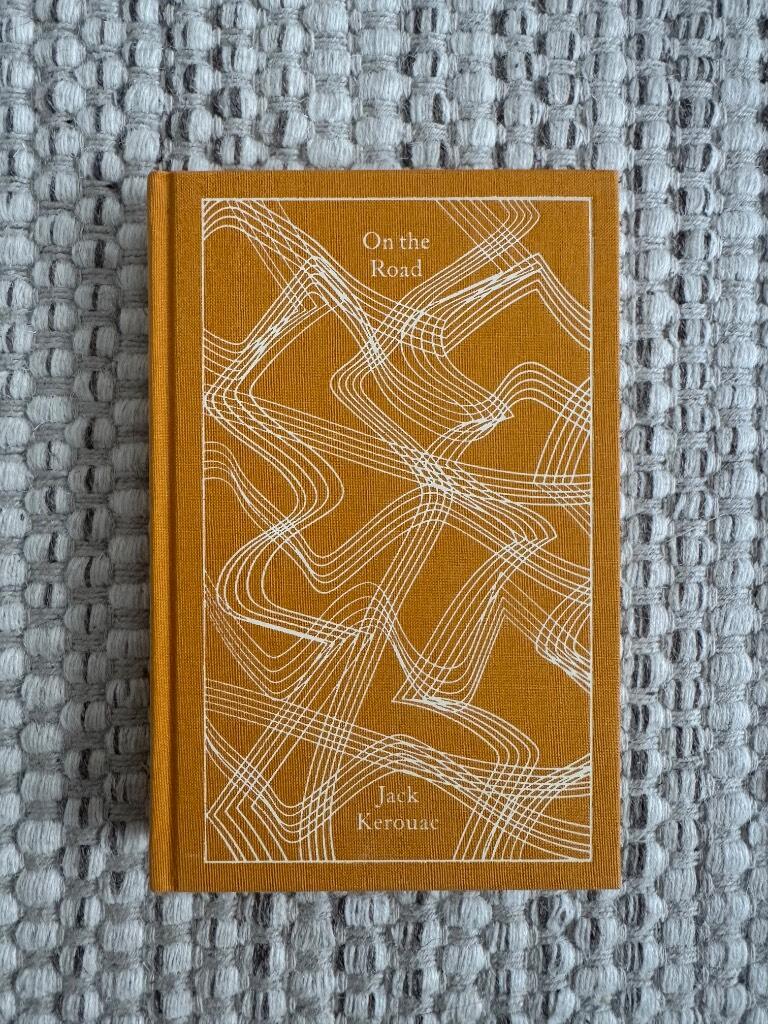 On the
Road
Jack
Kerouac